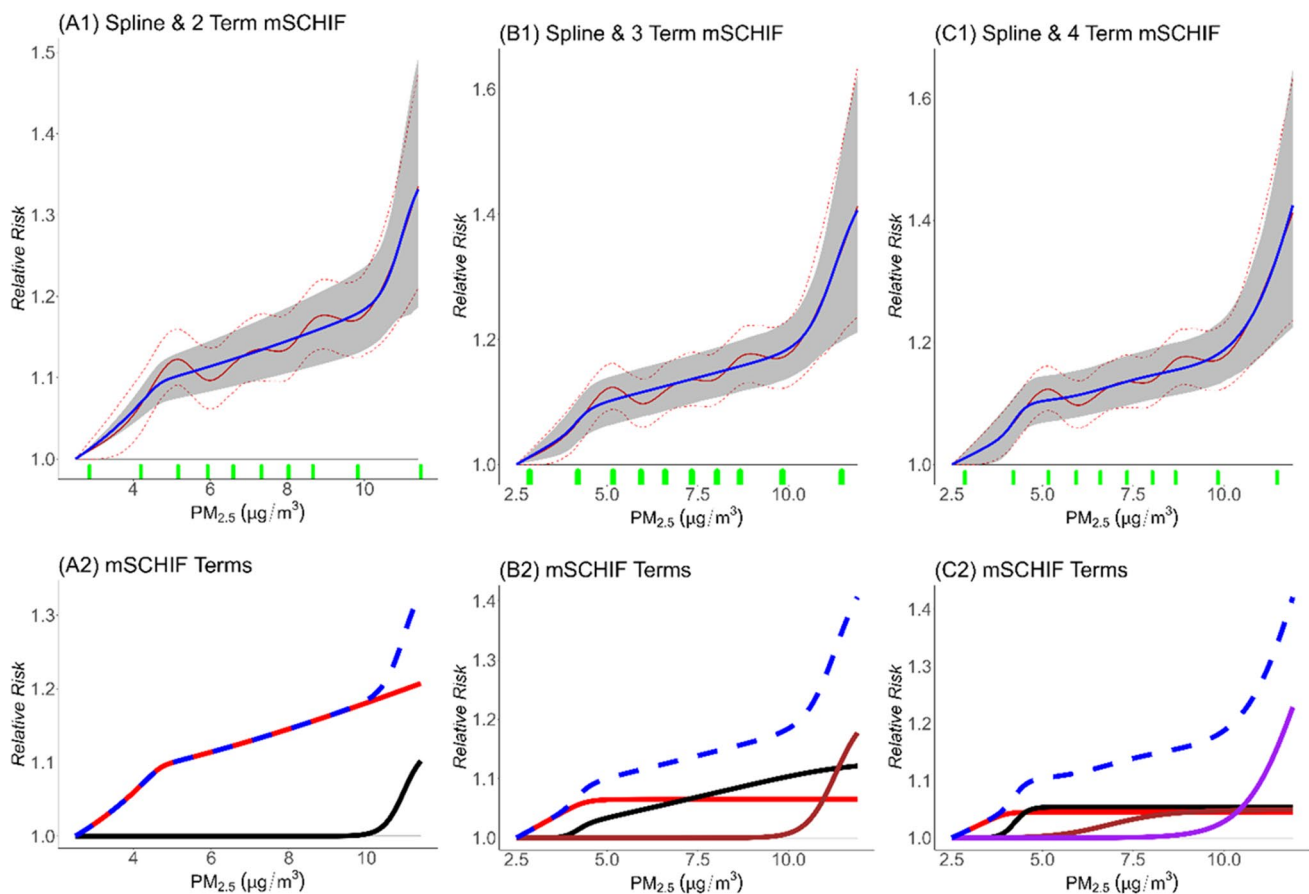 (A1) Spline & 2 Term mSCHIF
1.5
1.4
1.3
1.2
1.1
1.0
Relative Risk
4
6
8
10
PM2.5 (µg/m³)
(B1) Spline & 3 Term mSCHIF
1.6
1.4
1.2
1.0
Relative Risk
2.5
5.0
7.5
10.0
PM2.5 (µg/m³)
(C1) Spline & 4 Term mSCHIF
1.6
1.4
1.2
1.0
Relative Risk
2.5
5.0
7.5
10.0
PM2.5 (µg/m³)
(A2) mSCHIF Terms
1.3
1.2
1.1
1.0
Relative Risk
4
6
8
10
PM2.5 (µg/m³)
(B2) mSCHIF Terms
1.4
1.3
1.2
1.1
1.0
Relative Risk
2.5
5.0
7.5
10.0
PM2.5 (µg/m³)
(C2) mSCHIF Terms
1.4
1.3
1.2
1.1
1.0
Relative Risk
2.5
5.0
7.5
10.0
PM2.5 (µg/m³)